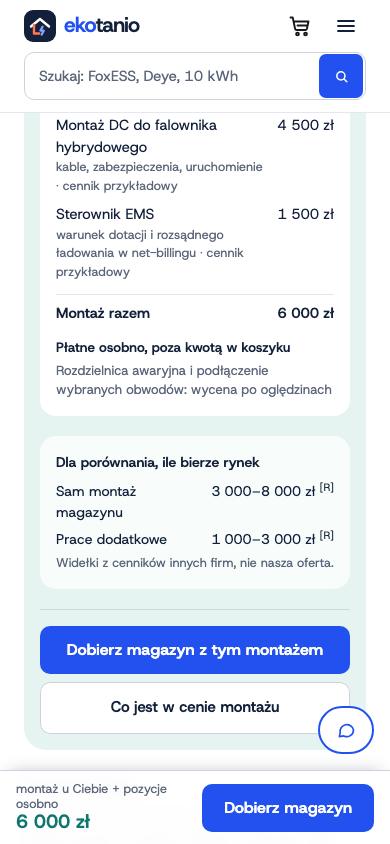 ekotanio
Szukaj: FoxESS, Deye, 10 kWh
Montaż DC do falownika 4 500 zł
hybrydowego
kable, zabezpieczenia, uruchomienie
· cennik przykładowy
Sterownik EMS 1 500 zł
warunek dotacji i rozsądnego
ładowania w net-billingu · cennik
przykładowy
Montaż razem 6 000 zł
Płatne osobno, poza kwotą w koszyku
Rozdzielnica awaryjna i podłączenie
wybranych obwodów: wycena po oględzinach
Dla porównania, ile bierze rynek
Sam montaż 3 000–8 000 zł [R]
magazynu
Prace dodatkowe 1 000–3 000 zł [R]
Widełki z cenników innych firm, nie nasza oferta.
Dobierz magazyn z tym montażem
Co jest w cenie montażu
montaż u Ciebie + pozycje
osobno
6 000 zł
Dobierz magazyn